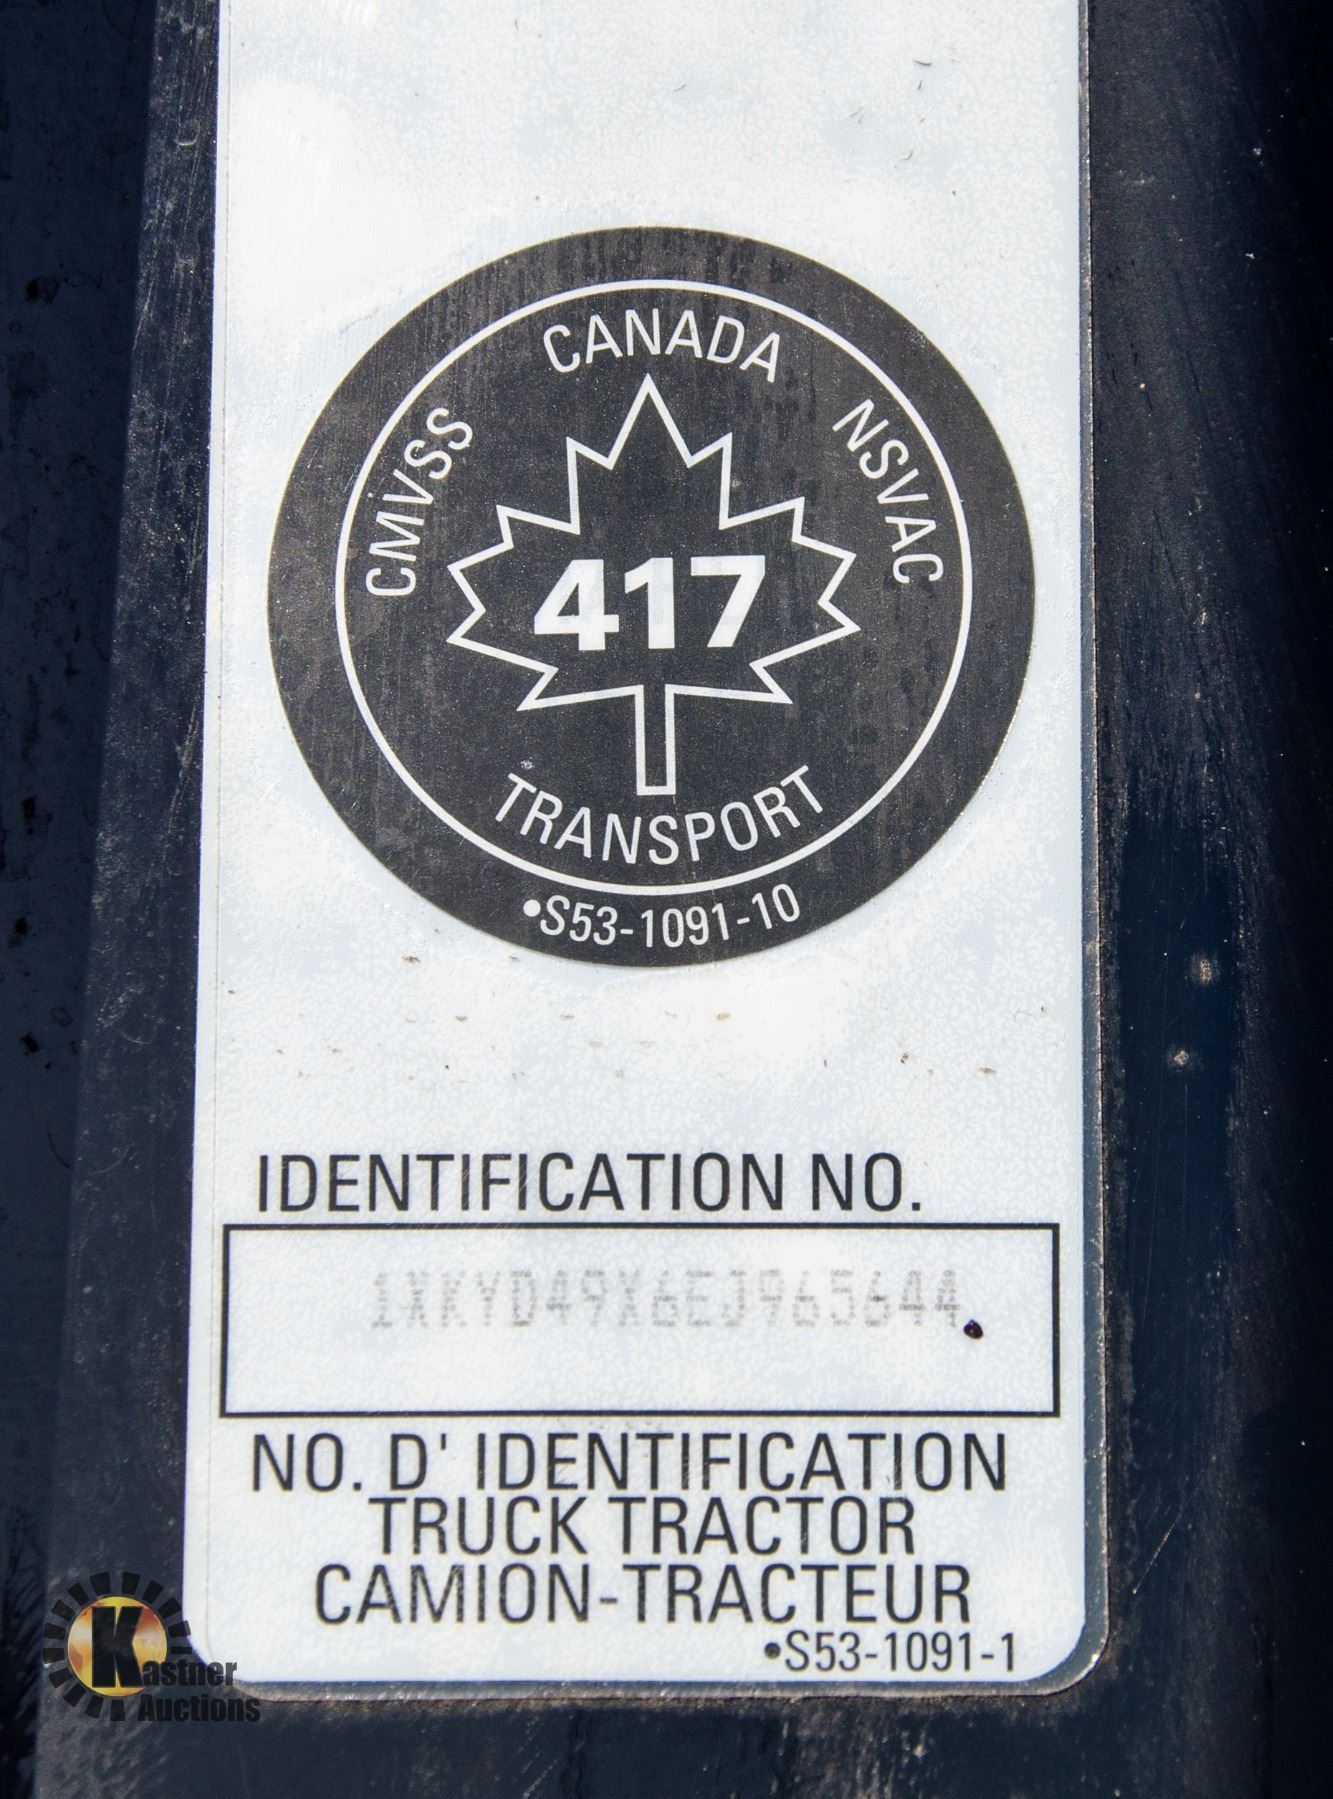 CANADA
CMVSS
NSVAC
417
TRANSPORT
•S53-1091-10
IDENTIFICATION NO.
1XKYD49X6EJ965644
NO. D' IDENTIFICATION
TRUCK TRACTOR
CAMION-TRACTEUR
•S53-1091-1
Kastner
Auctions